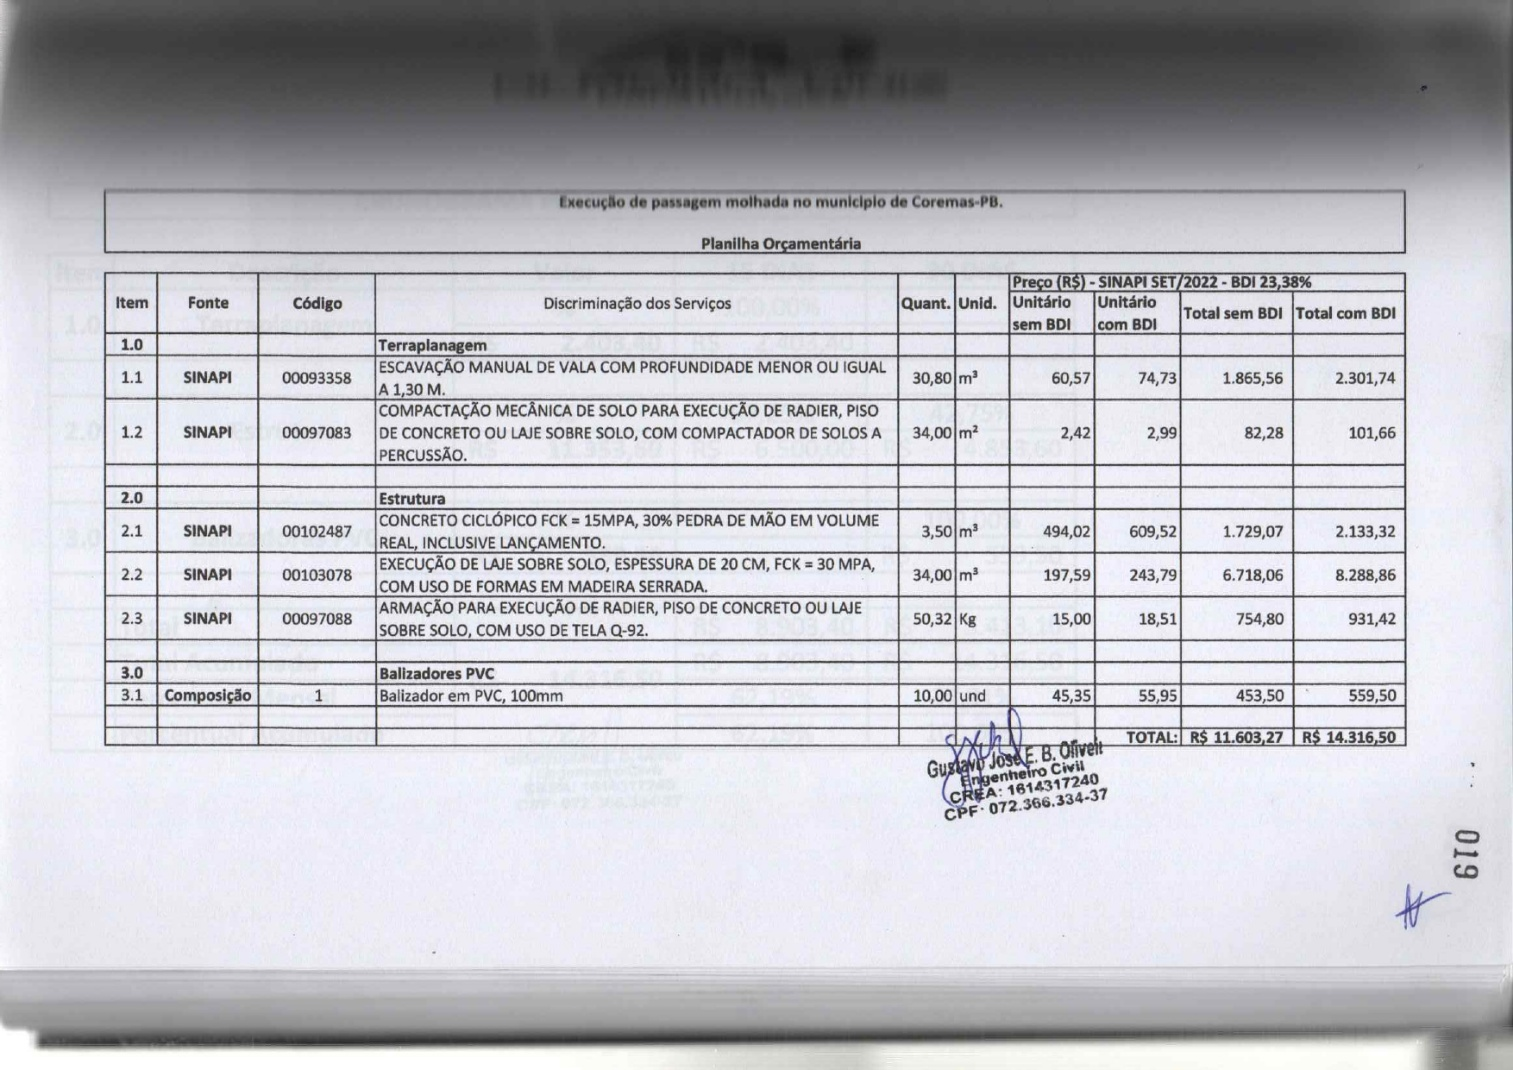 Execução de passagem molhada no municipio de Coremas-PB.
Planilha Orçamentária
Preço (R$) - SINAPI SET/2022 - BDI 23,38%
Item Fonte Código Discriminação dos Serviços Quant. Unid. Unitário sem BDI Unitário com BDI Total sem BDI Total com BDI
1.0 Terraplanagem
1.1 SINAPI 00093358 ESCAVAÇÃO MANUAL DE VALA COM PROFUNDIDADE MENOR OU IGUAL
A 1,30 M. 30,80 m³ 60,57 74,73 1.865,56 2.301,74
COMPACTAÇÃO MECÂNICA DE SOLO PARA EXECUÇÃO DE RADIER, PISO
1.2 SINAPI 00097083 DE CONCRETO OU LAJE SOBRE SOLO, COM COMPACTADOR DE SOLOS A 34,00 m² 2,42 2,99 82,28 101,66
PERCUSSÃO.
2.0 Estrutura
2.1 SINAPI 00102487 CONCRETO CICLÓPICO FCK = 15MPA, 30% PEDRA DE MÃO EM VOLUME
REAL, INCLUSIVE LANÇAMENTO. 3,50 m³ 494,02 609,52 1.729,07 2.133,32
2.2 SINAPI 00103078 EXECUÇÃO DE LAJE SOBRE SOLO, ESPESSURA DE 20 CM, FCK = 30 MPA,
COM USO DE FORMAS EM MADEIRA SERRADA. 34,00 m³ 197,59 243,79 6.718,06 8.288,86
2.3 SINAPI 00097088 ARMAÇÃO PARA EXECUÇÃO DE RADIER, PISO DE CONCRETO OU LAJE
SOBRE SOLO, COM USO DE TELA Q-92. 50,32 Kg 15,00 18,51 754,80 931,42
3.0 Balizadores PVC
3.1 Composição 1 Balizador em PVC, 100mm 10,00 und 45,35 55,95 453,50 559,50
TOTAL: R$ 11.603,27 R$ 14.316,50
Gustavo José E. B. Oliveit
Engenheiro Civil
CREA: 1614317240
CPF: 072.366.334-37
019